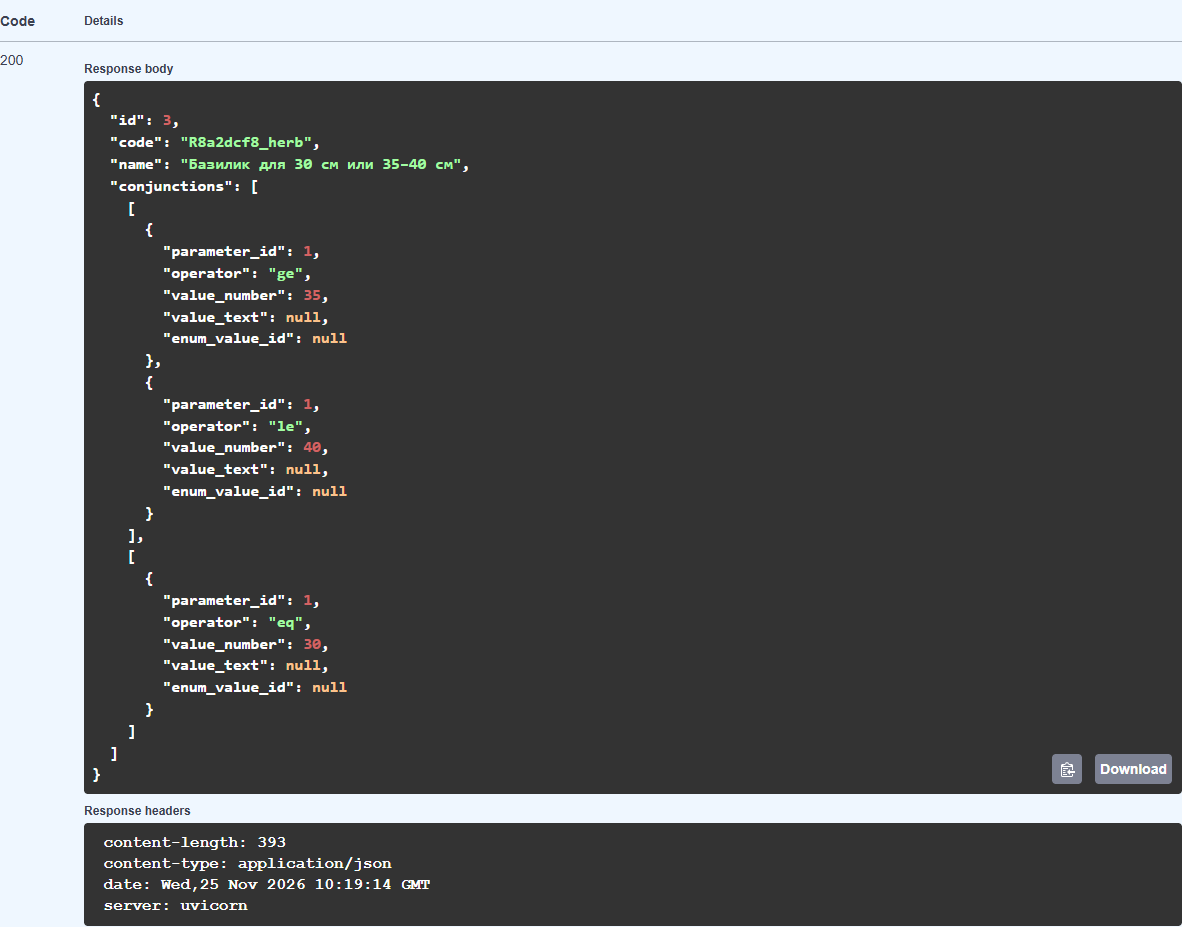 Code Details
200
Response body
{
  "id": 3,
  "code": "R8a2dcf8_herb",
  "name": "Базилик для 30 см или 35–40 см",
  "conjunctions": [
    [
      {
        "parameter_id": 1,
        "operator": "ge",
        "value_number": 35,
        "value_text": null,
        "enum_value_id": null
      },
      {
        "parameter_id": 1,
        "operator": "le",
        "value_number": 40,
        "value_text": null,
        "enum_value_id": null
      }
    ],
    [
      {
        "parameter_id": 1,
        "operator": "eq",
        "value_number": 30,
        "value_text": null,
        "enum_value_id": null
      }
    ]
  ]
}
Download
Response headers
content-length: 393
content-type: application/json
date: Wed,25 Nov 2026 10:19:14 GMT
server: uvicorn